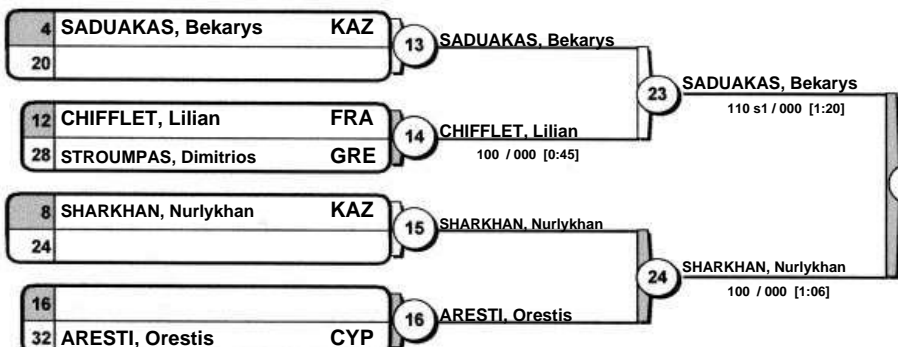 4 SADUAKAS, Bekarys KAZ
20
13
SADUAKAS, Bekarys
12 CHIFFLET, Lilian FRA
28 STROUMPAS, Dimitrios GRE
14
CHIFFLET, Lilian
100 / 000 [0:45]
23
SADUAKAS, Bekarys
110 s1 / 000 [1:20]
8 SHARKHAN, Nurlykhan KAZ
24
15
SHARKHAN, Nurlykhan
16
32 ARESTI, Orestis CYP
16
ARESTI, Orestis
24
SHARKHAN, Nurlykhan
100 / 000 [1:06]